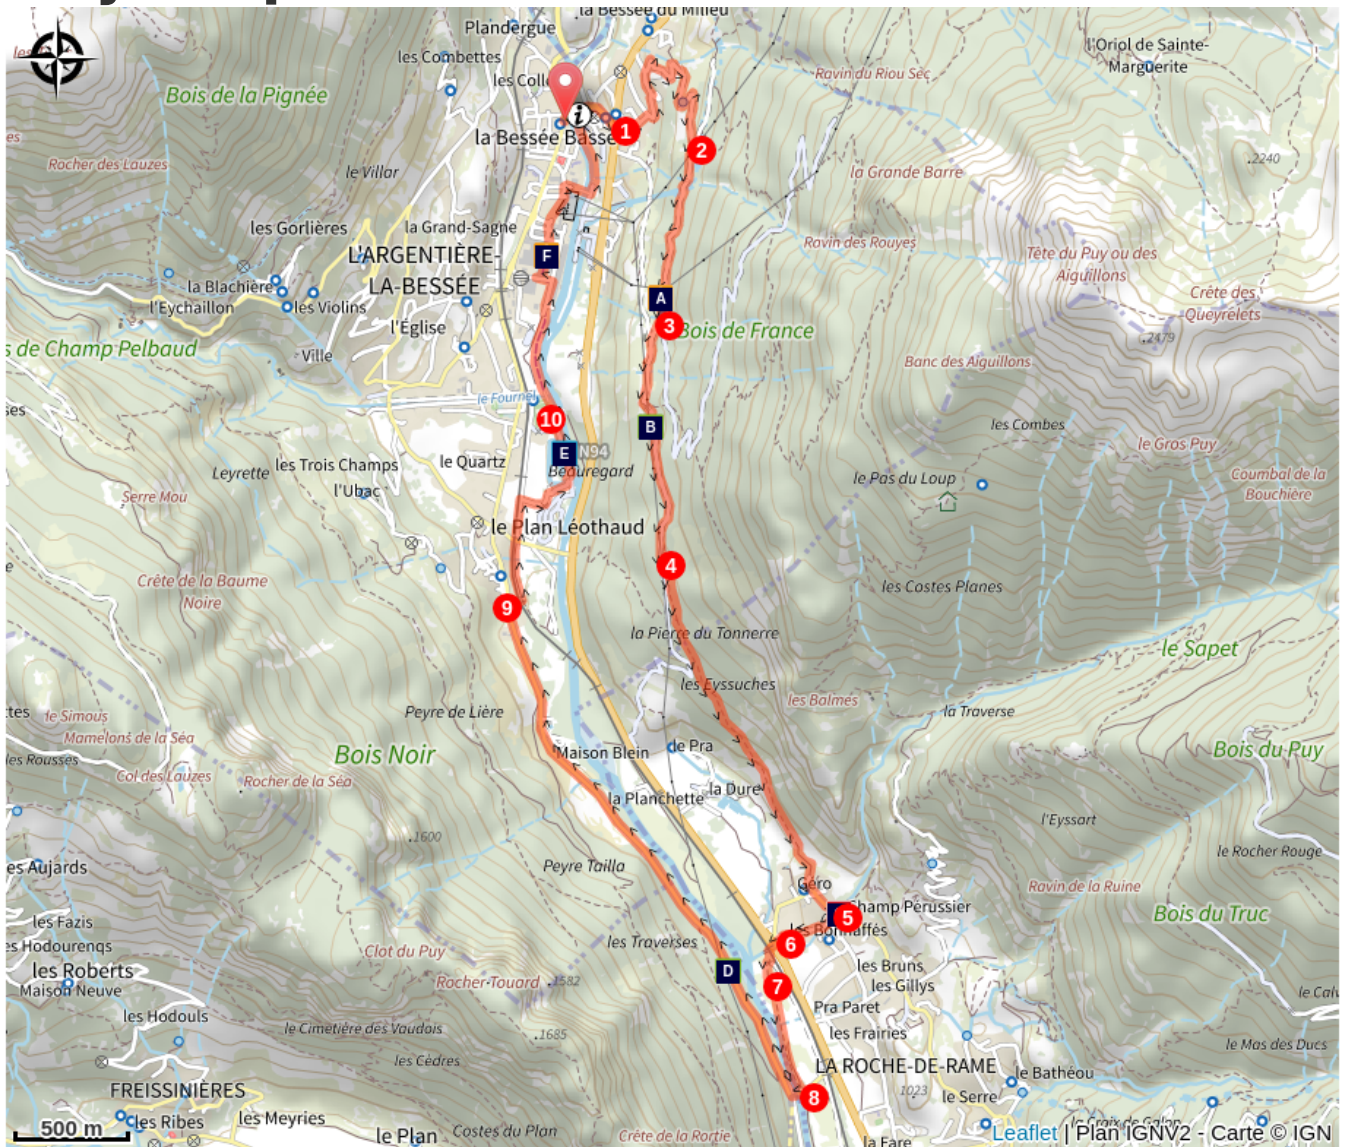 la Bessée du Milieu
Plandergue
l'Oriol de Sainte-
Marguerite
les Combettes
les Colle
Ravin du Riou Sec
Bois de la Pignée
i
1
la Bessée Basse
2
Rocher des Lauzes
le Villar
.2240
la Grande Barre
les Gorlières
la Grand-Sagne
Ravin des Rouyes
F
L'ARGENTIÈRE-
LA-BESSÉE
Tête du Puy ou des
Aiguillons
la Blachière
l'Eychaillon
les Violins
A
Crête des
Queyrelets
l'Église
3
Bois de France
.2479
s de Champ Pelbaud
Ville
Banc des Aiguillons
le Fournel
10
B
les Combes
E
N94
le Gros Puy
Beauregard
Leyrette
les Trois Champs
le Quartz
le Pas du Loup
Coumbal de la
Bouchière
Serre Mou
l'Ubac
le Plan Léothaud
4
Crête de la Baume
Noire
les Costes Planes
9
la Pierre du Tonnerre
le Sapet
les Eyssuches
les Balmes
Peyre de Lière
la Traverse
le Simous
Mamelons de la Séa
les Rousses
Bois Noir
Maison Blein
de Pra
Bois du Puy
Col des Lauzes
Rocher de la Séa
la Planchette
la Dure
l'Eyssart
.1600
le Rocher Rouge
es Aujards
Peyre Tailla
Géro
Ravin de la Ruine
Champ Pérussier
5
Bois du Truc
les Fazis
les Bonnaffés
6
es Hodourenqs
les Traverses
Clot du Puy
les Roberts
D
les Bruns
Maison Neuve
Rocher-Touard
.1582
7
les Gillys
les Hodouls
Pra Paret
le Cimetière des Vaudois
.1685
les Frairies
le Mas des Ducs
les Cèdres
LA ROCHE-DE-RAME
le Bathéou
FREISSINIÈRES
1023
8
le Serre
les Ribes
les Meyries
500 m
le Plan
Costes du Plan
Crête de la Rortie
la Fare
Leaflet | Plan IGNV2 - Carte © IGN